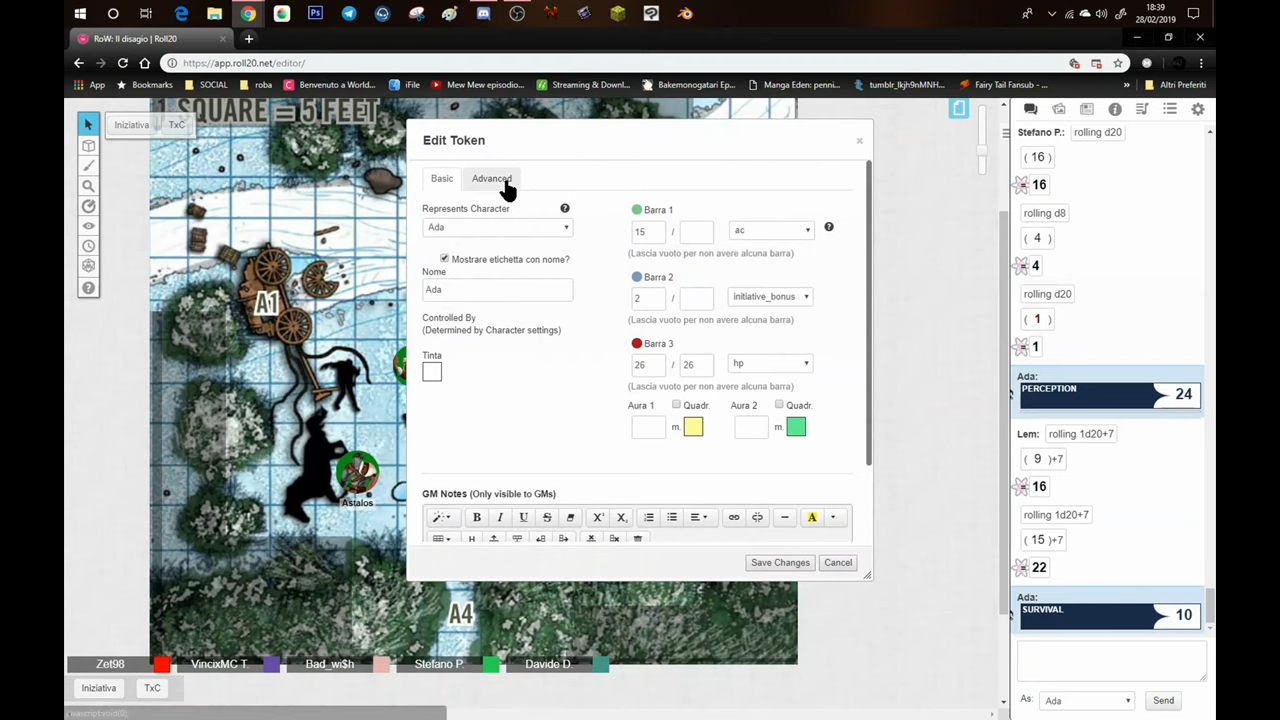 18:39
28/02/2019
RoW: Il disagio | Roll20
https://app.roll20.net/editor/
App
Bookmarks
SOCIAL
roba
Benvenuto a World...
iFile
Mew Mew episodio...
Streaming & Downl...
Bakemonogatari Ep...
Manga Eden: penni...
tumblr_lkjh9nMNH...
Fairy Tail Fansub - ...
»
Altri Preferiti
1 SQUARE = 5 FEET
Iniziativa
TxC
A1
Astalos
A4
Edit Token
×
Basic
Advanced
Represents Character
Ada
Mostrare etichetta con nome?
Nome
Ada
Controlled By
(Determined by Character settings)
Tinta
Barra 1
15 /
ac
(Lascia vuoto per non avere alcuna barra)
Barra 2
2 /
initiative_bonus
(Lascia vuoto per non avere alcuna barra)
Barra 3
26 / 26
hp
(Lascia vuoto per non avere alcuna barra)
Aura 1 Quadr. Aura 2 Quadr.
m. m.
GM Notes (Only visible to GMs)
Save Changes
Cancel
Stefano P.: rolling d20
( 16 )
16
rolling d8
( 4 )
4
rolling d20
( 1 )
1
Ada:
PERCEPTION 24
Lem: rolling 1d20+7
( 9 )+7
16
rolling 1d20+7
( 15 )+7
22
Ada:
SURVIVAL 10
As: Ada
Send
Zet98
VincixMC T.
Bad_wi$h
Stefano P.
Davide D.
Iniziativa
TxC